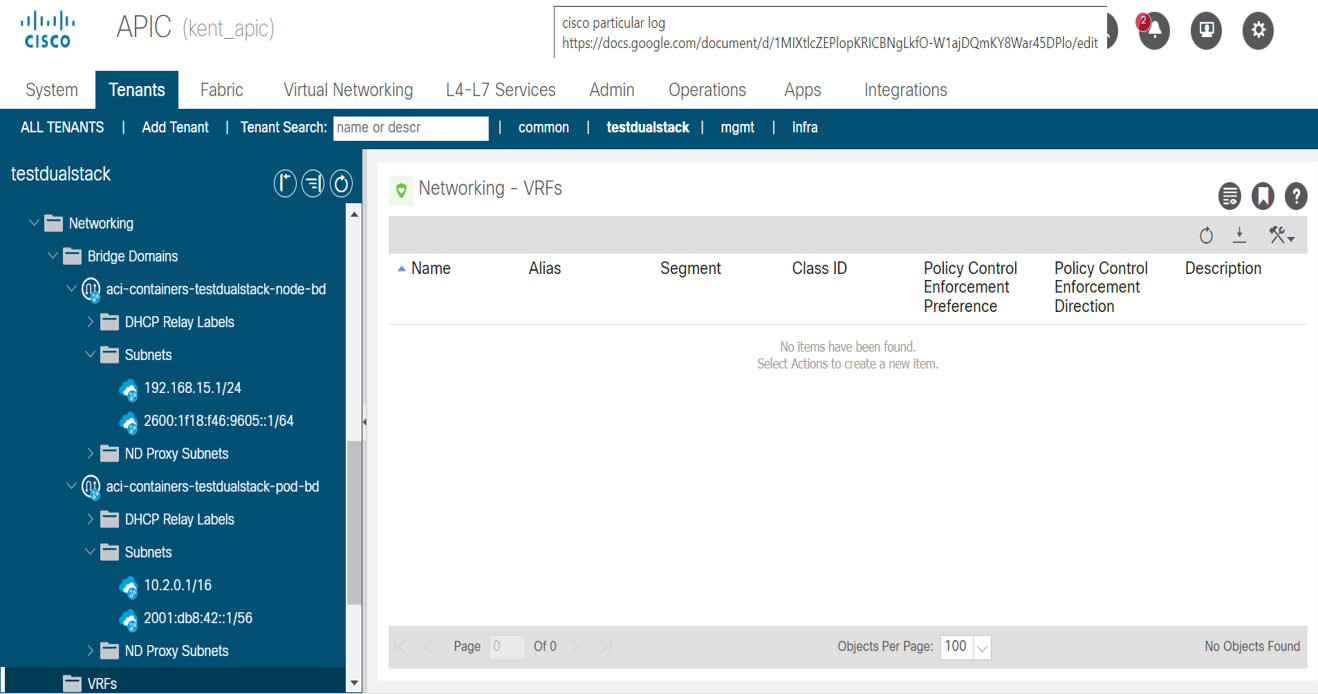 CISCO
APIC (kent_apic)
cisco particular log
https://docs.google.com/document/d/1MIXtlcZEPlopKRICBNgLkfO-W1ajDQmKY8War45DPlo/edit
2
System Tenants Fabric Virtual Networking L4-L7 Services Admin Operations Apps Integrations
ALL TENANTS | Add Tenant | Tenant Search: name or descr | common | testdualstack | mgmt | infra
testdualstack
Networking
Bridge Domains
aci-containers-testdualstack-node-bd
DHCP Relay Labels
Subnets
192.168.15.1/24
2600:1f18:f46:9605::1/64
ND Proxy Subnets
aci-containers-testdualstack-pod-bd
DHCP Relay Labels
Subnets
10.2.0.1/16
2001:db8:42::1/56
ND Proxy Subnets
VRFs
Networking - VRFs
?
Name Alias Segment Class ID Policy Control Policy Control Description
Enforcement Enforcement
Preference Direction
No items have been found.
Select Actions to create a new item.
Page 0 Of 0 Objects Per Page: 100 No Objects Found